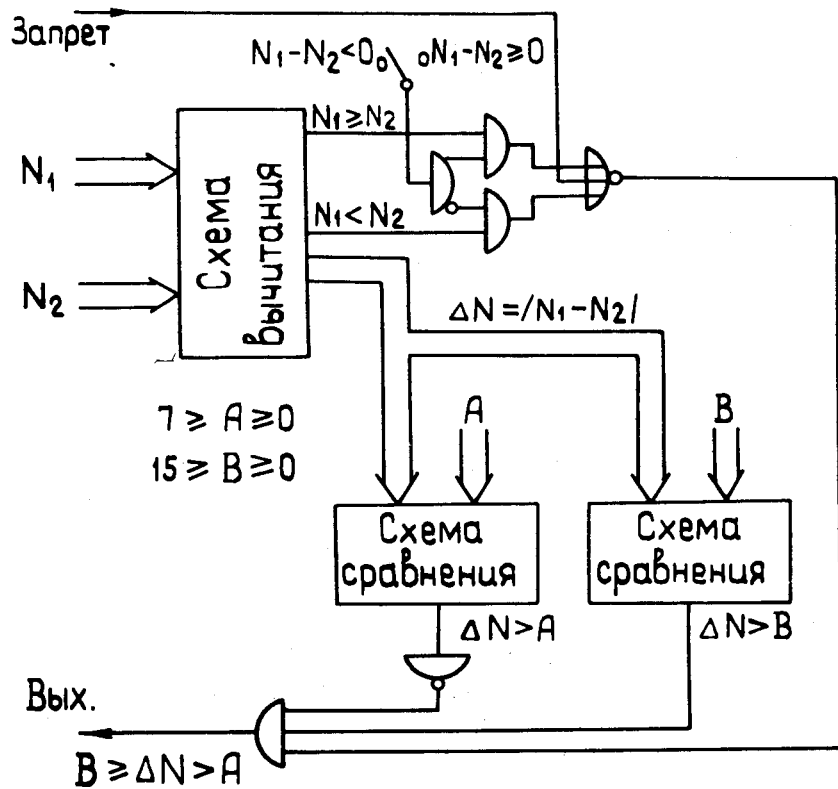 Запрет
N₁-N₂<0
N₁-N₂≥0
N₁≥N₂
N₁
Схема
вычитания
N₁<N₂
N₂
ΔN=/N₁-N₂/
7 ≥ A ≥ 0
15 ≥ B ≥ 0
A
B
Схема
сравнения
Схема
сравнения
ΔN>A
ΔN>B
Вых.
B ≥ ΔN > A